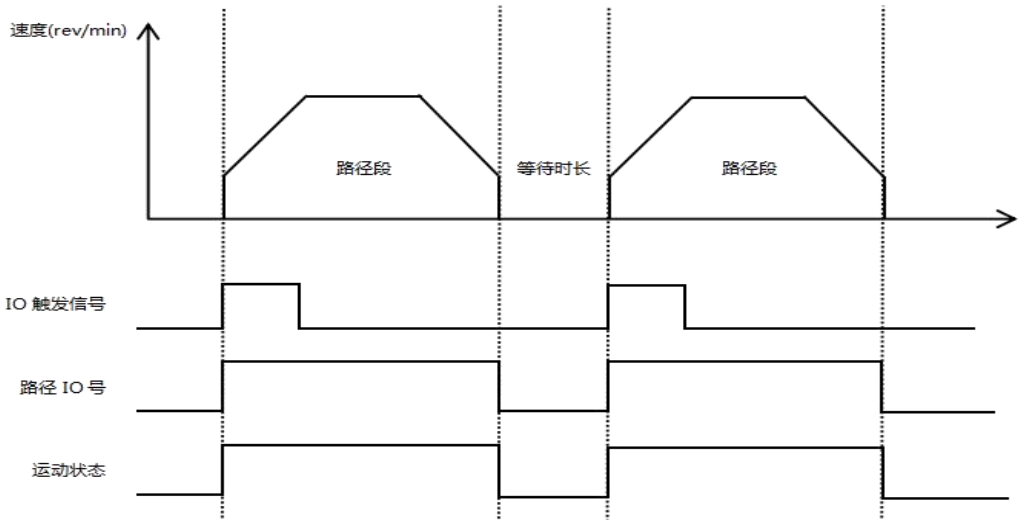 速度(rev/min)
路径段
等待时长
路径段
IO 触发信号
路径 IO 号
运动状态